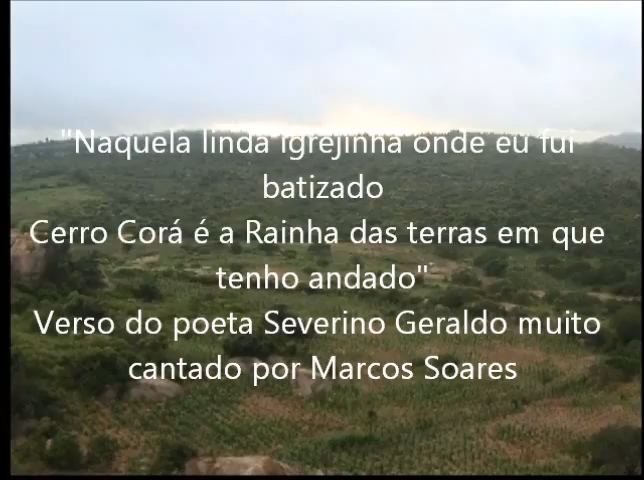 "Naquela linda igrejinha onde eu fui
batizado
Cerro Corá é a Rainha das terras em que
tenho andado"
Verso do poeta Severino Geraldo muito
cantado por Marcos Soares